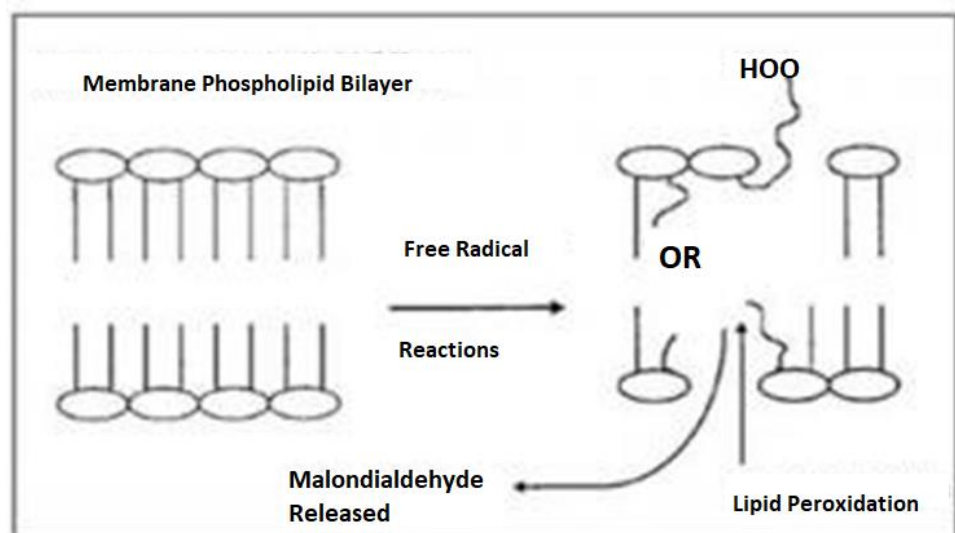 Membrane Phospholipid Bilayer
HOO
Free Radical
OR
Reactions
Malondialdehyde
Released
Lipid Peroxidation